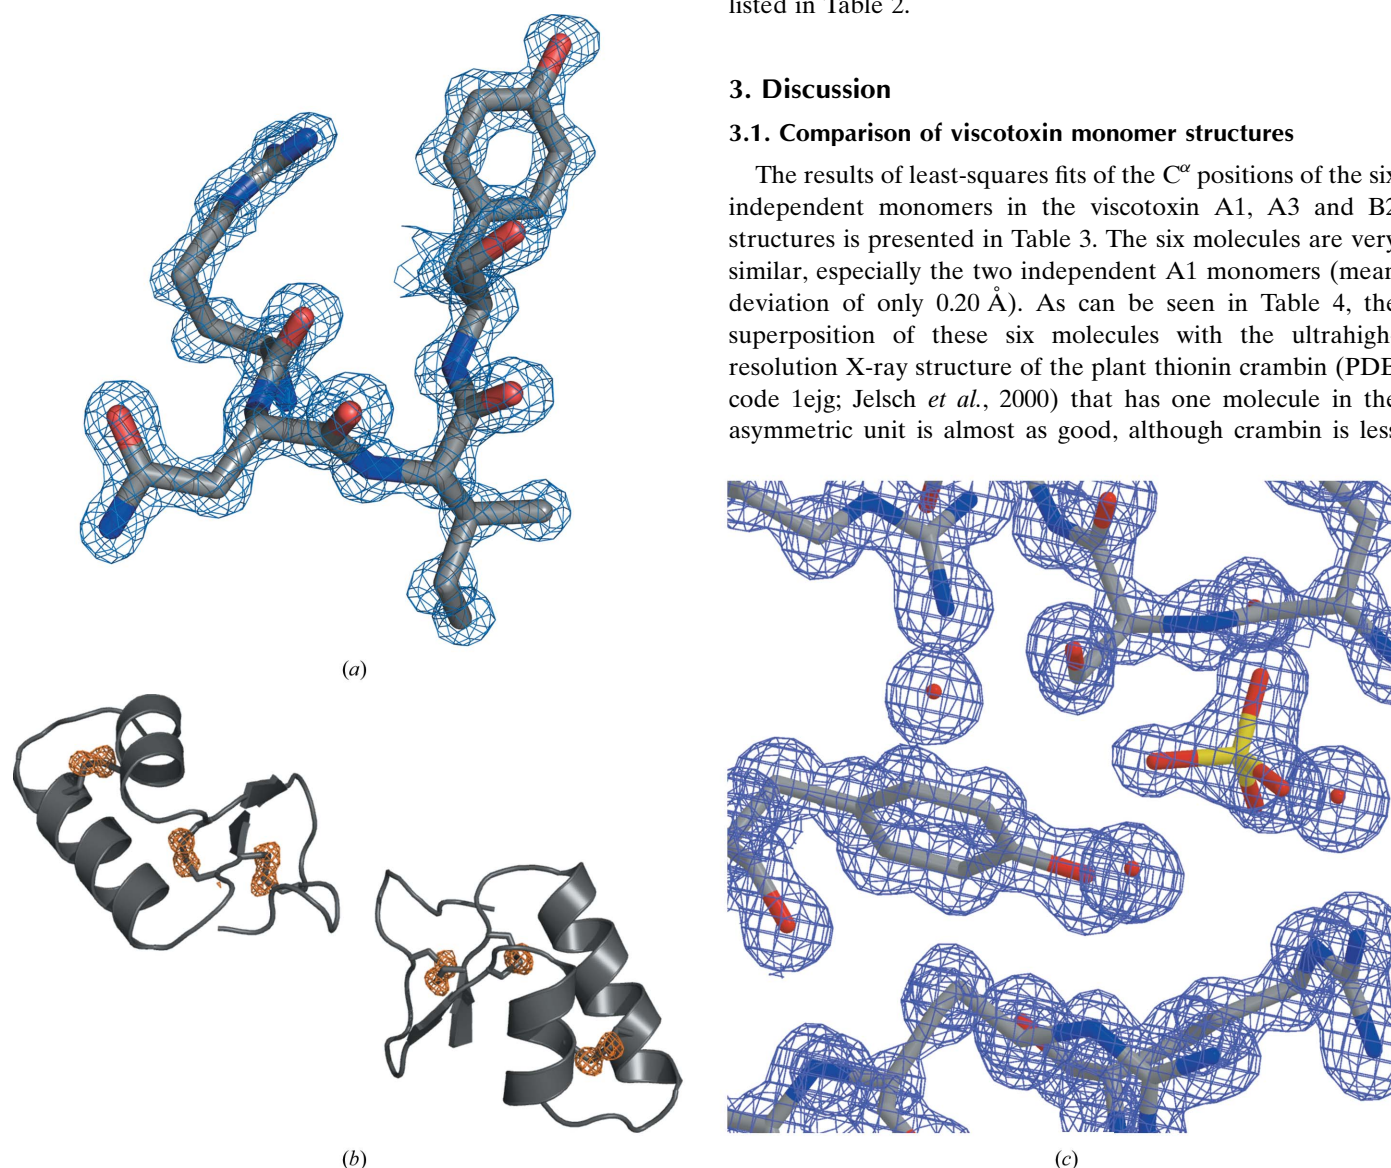 listed in Table 2.
3. Discussion
3.1. Comparison of viscotoxin monomer structures
The results of least-squares fits of the Cα positions of the six
independent monomers in the viscotoxin A1, A3 and B2
structures is presented in Table 3. The six molecules are very
similar, especially the two independent A1 monomers (mean
deviation of only 0.20 Å). As can be seen in Table 4, the
superposition of these six molecules with the ultrahigh-
resolution X-ray structure of the plant thionin crambin (PDB
code 1ejg; Jelsch et al., 2000) that has one molecule in the
asymmetric unit is almost as good, although crambin is less
(a)
(b)
(c)